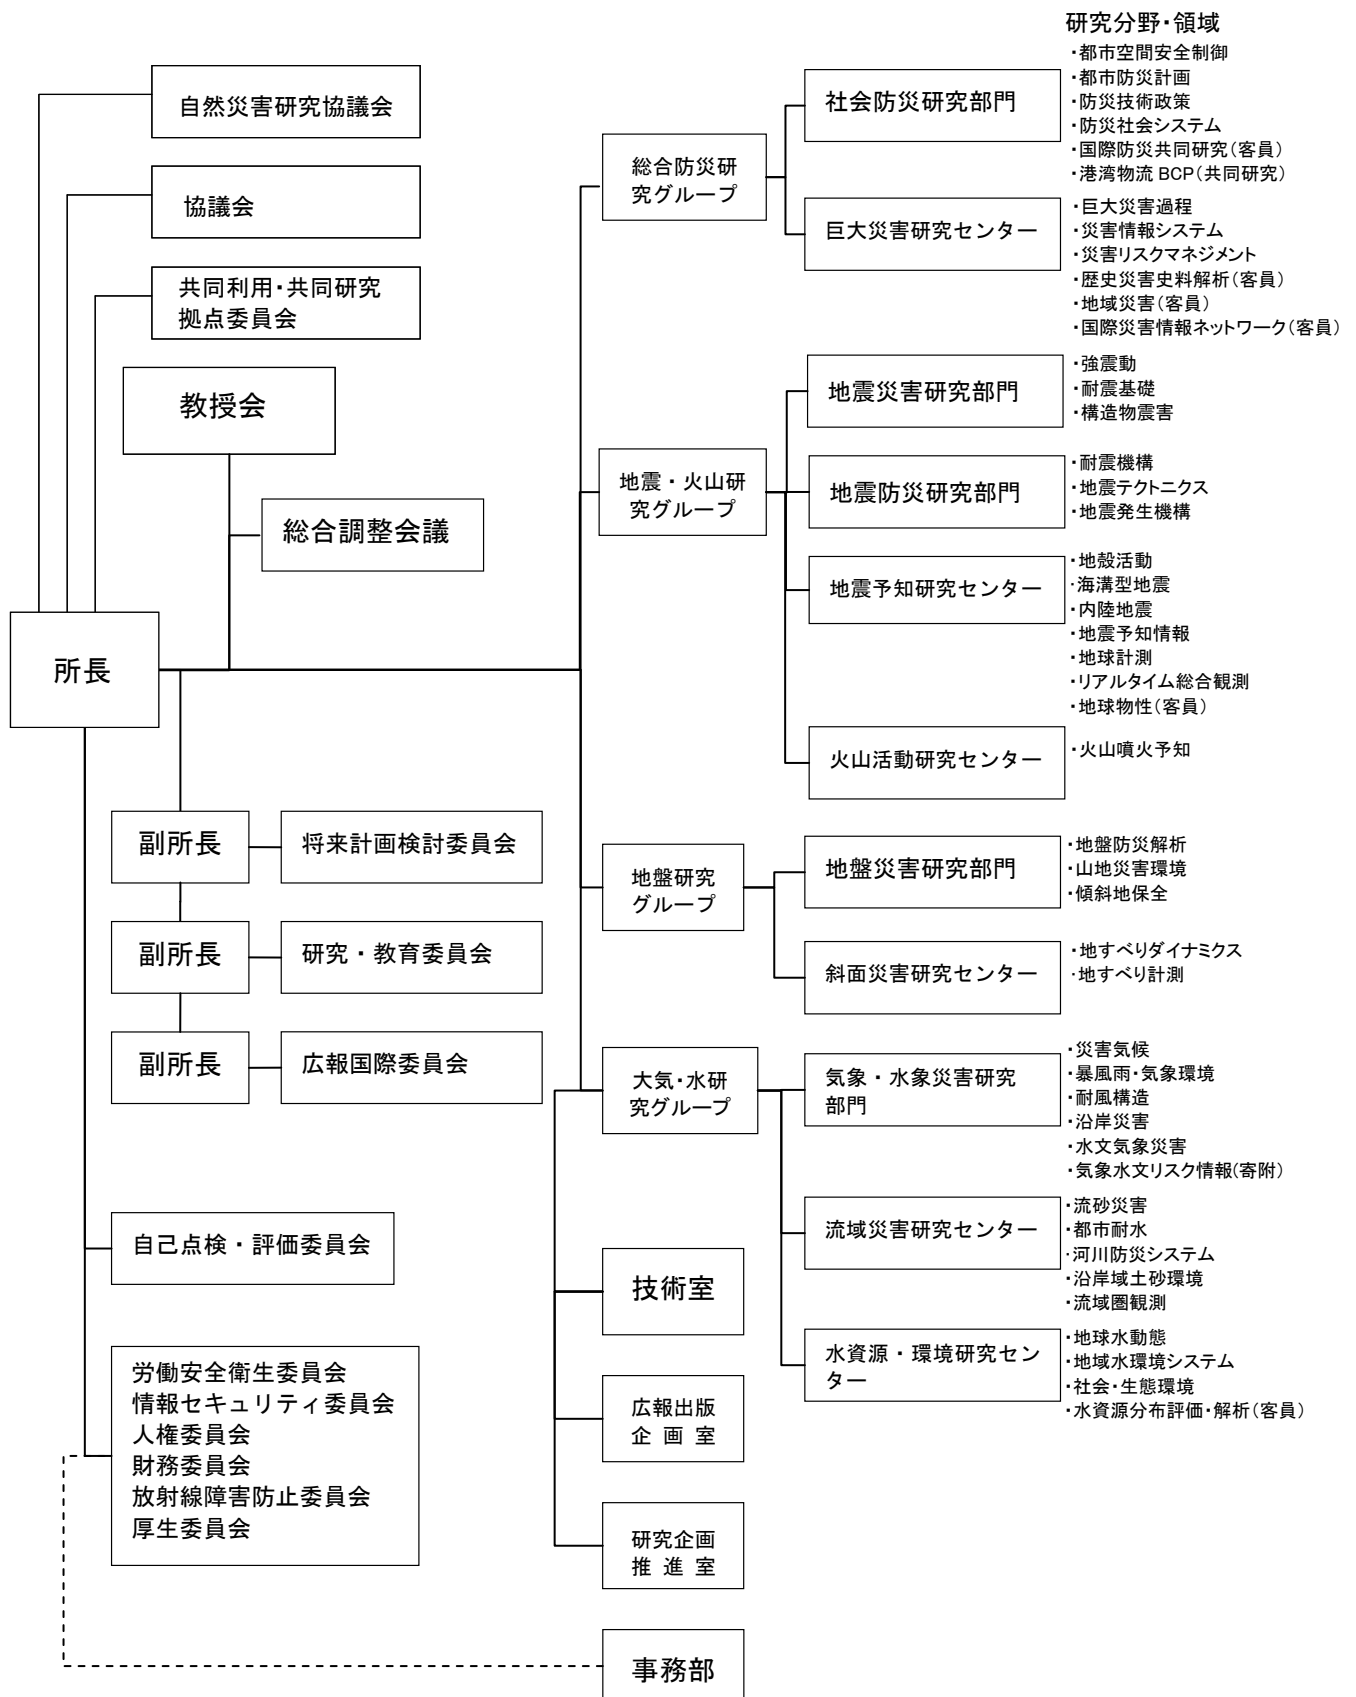 研究分野・領域
自然災害研究協議会
協議会
共同利用・共同研究
拠点委員会
教授会
総合調整会議
所長
副所長
将来計画検討委員会
副所長
研究・教育委員会
副所長
広報国際委員会
自己点検・評価委員会
労働安全衛生委員会
情報セキュリティ委員会
人権委員会
財務委員会
放射線障害防止委員会
厚生委員会
総合防災研
究グループ
社会防災研究部門
・都市空間安全制御
・都市防災計画
・防災技術政策
・防災社会システム
・国際防災共同研究(客員)
・港湾物流 BCP(共同研究)
巨大災害研究センター
・巨大災害過程
・災害情報システム
・災害リスクマネジメント
・歴史災害史料解析(客員)
・地域災害(客員)
・国際災害情報ネットワーク(客員)
地震・火山研
究グループ
地震災害研究部門
・強震動
・耐震基礎
・構造物震害
地震防災研究部門
・耐震機構
・地震テクトニクス
・地震発生機構
地震予知研究センター
・地殻活動
・海溝型地震
・内陸地震
・地震予知情報
・地球計測
・リアルタイム総合観測
・地球物性(客員)
火山活動研究センター
・火山噴火予知
地盤研究
グループ
地盤災害研究部門
・地盤防災解析
・山地災害環境
・傾斜地保全
斜面災害研究センター
・地すべりダイナミクス
・地すべり計測
大気・水研
究グループ
気象・水象災害研究
部門
・災害気候
・暴風雨・気象環境
・耐風構造
・沿岸災害
・水文気象災害
・気象水文リスク情報(寄附)
流域災害研究センター
・流砂災害
・都市耐水
・河川防災システム
・沿岸域土砂環境
・流域圏観測
水資源・環境研究セン
ター
・地球水動態
・地域水環境システム
・社会・生態環境
・水資源分布評価・解析(客員)
技術室
広報出版
企 画 室
研究企画
推 進 室
事務部